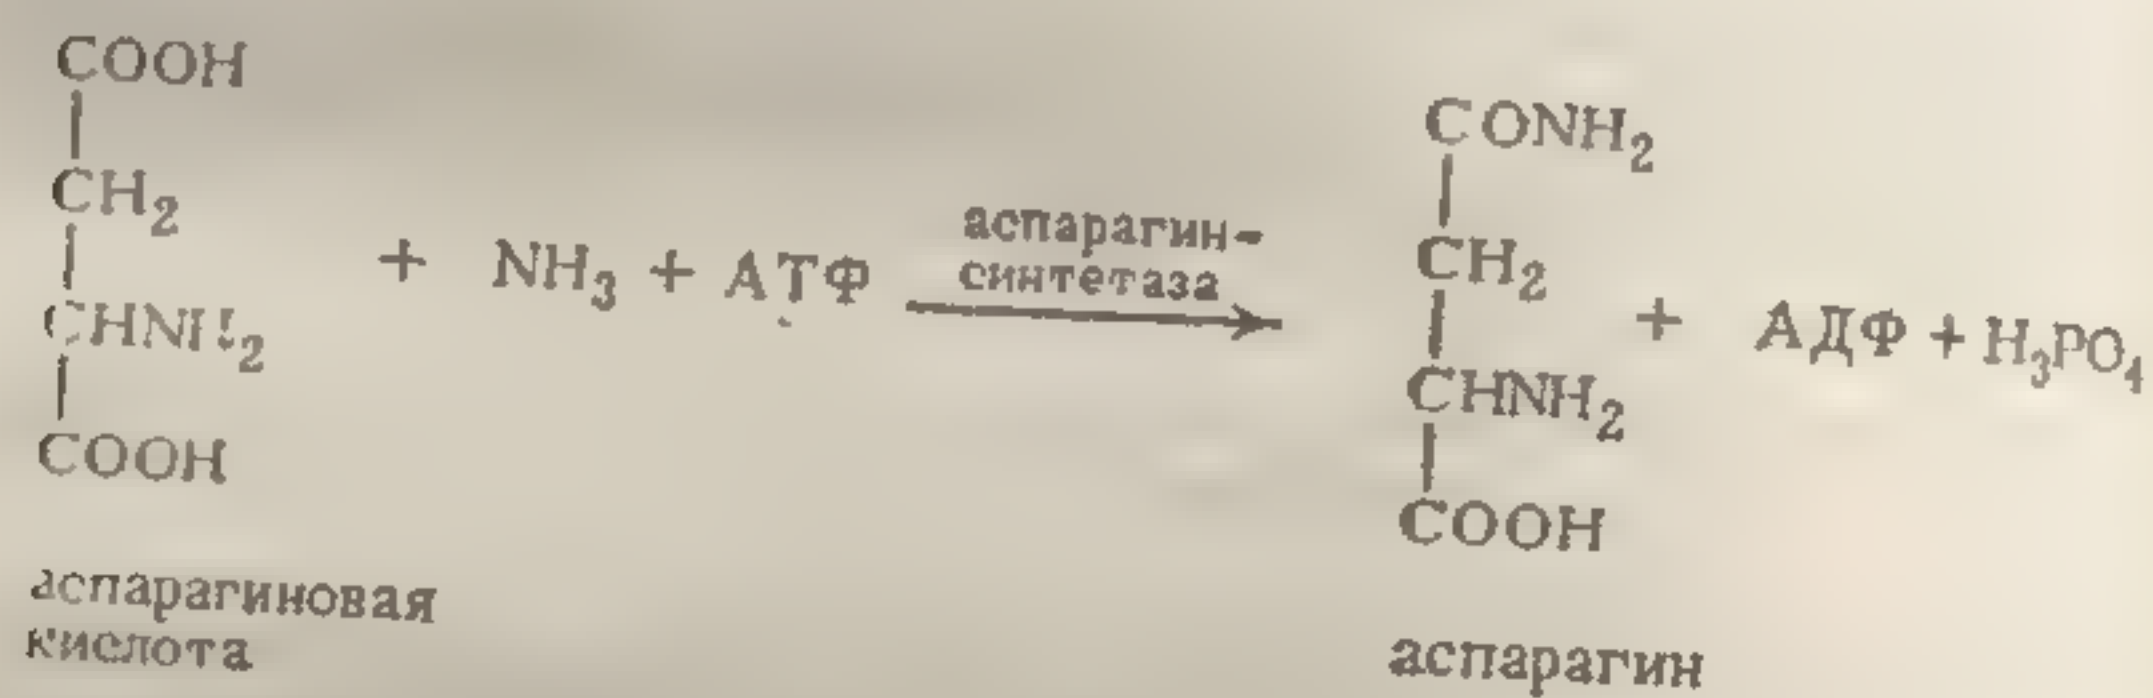 COOH
CH₂
CHNH₂
COOH
+ NH₃ + АТФ
аспарагин-
синтетаза
CONH₂
CH₂
CHNH₂
COOH
+ АДФ + H₃PO₄
аспарагиновая
кислота
аспарагин